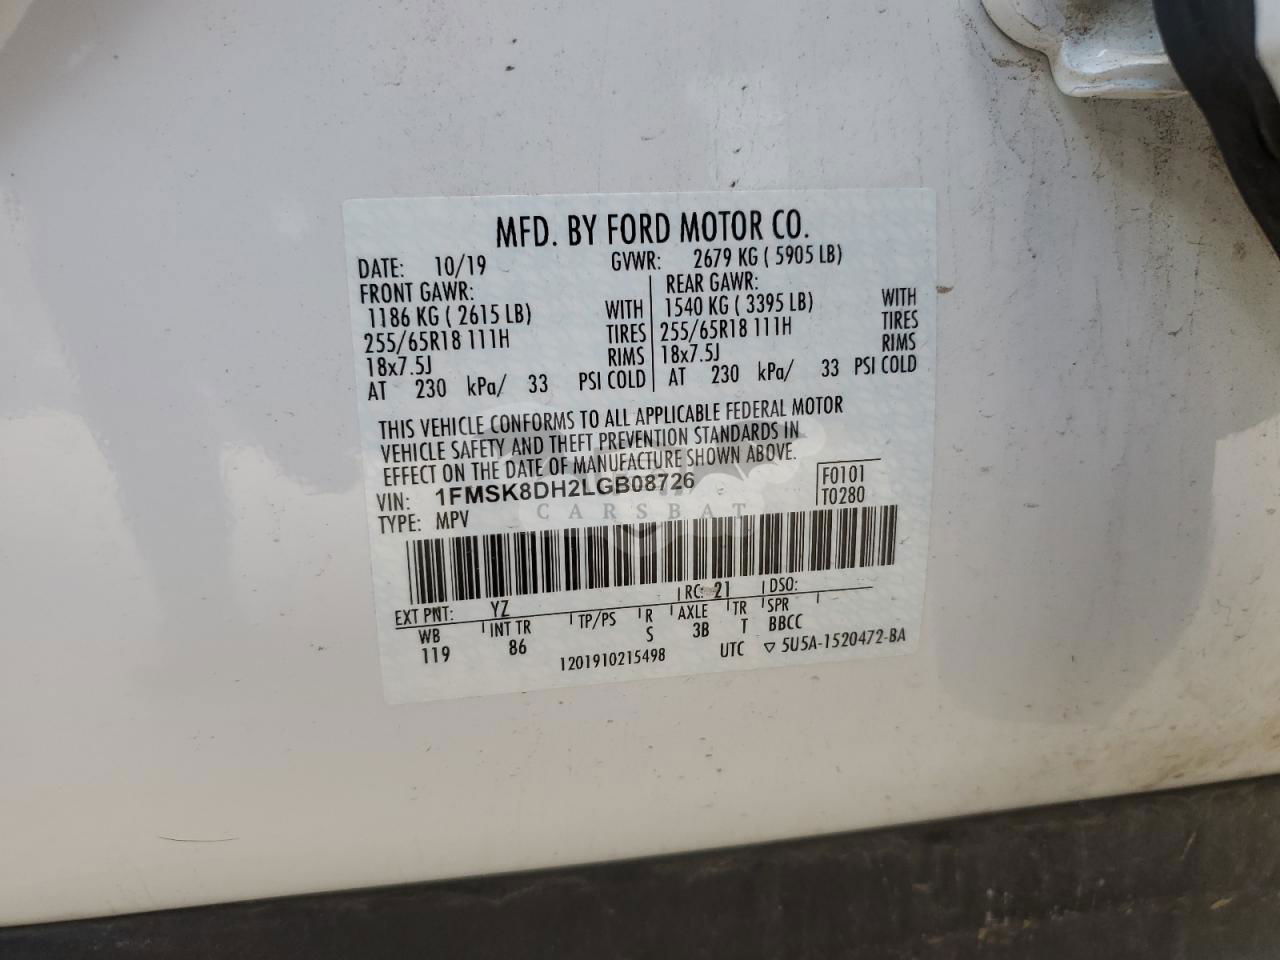 MFD. BY FORD MOTOR CO.
DATE: 10/19 GVWR: 2679 KG ( 5905 LB)
FRONT GAWR: REAR GAWR:
1186 KG ( 2615 LB) WITH 1540 KG ( 3395 LB) WITH
255/65R18 111H TIRES 255/65R18 111H TIRES
18x7.5J RIMS 18x7.5J RIMS
AT 230 kPa/ 33 PSI COLD AT 230 kPa/ 33 PSI COLD
THIS VEHICLE CONFORMS TO ALL APPLICABLE FEDERAL MOTOR
VEHICLE SAFETY AND THEFT PREVENTION STANDARDS IN
EFFECT ON THE DATE OF MANUFACTURE SHOWN ABOVE.
VIN: 1FMSK8DH2LGB08726 F0101
TYPE: MPV T0280
CARSBAT
EXT PNT: YZ RC: 21 DSO:
WB INT TR TP/PS R AXLE TR SPR
119 86 S 3B T BBCC
1201910215498 UTC ▽ 5U5A-1520472-BA